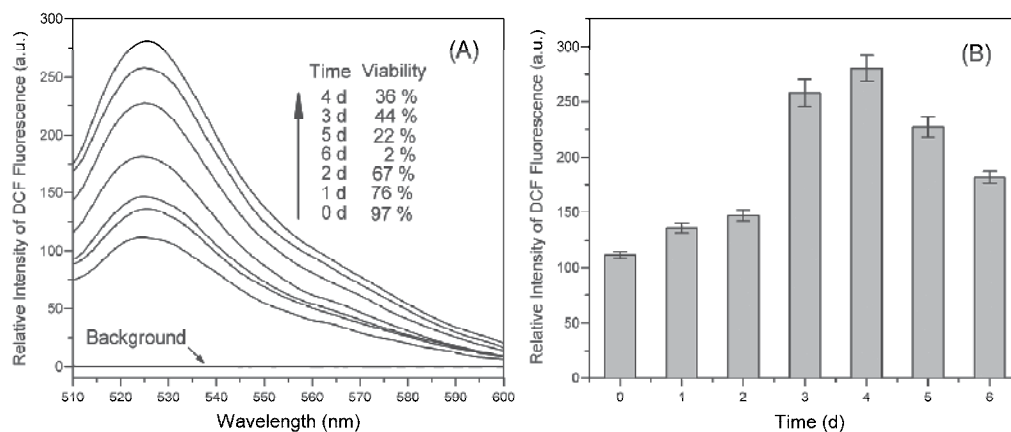 Relative Intensity of DCF Fluorescence (a.u.)
300
250
200
150
100
50
0
(A)
Time Viability
4 d 36 %
3 d 44 %
5 d 22 %
6 d 2 %
2 d 67 %
1 d 76 %
0 d 97 %
Background
510 520 530 540 550 560 570 580 590 600
Wavelength (nm)
Relative Intensity of DCF Fluorescence (a.u.)
300
250
200
150
100
50
0
(B)
0 1 2 3 4 5 6
Time (d)